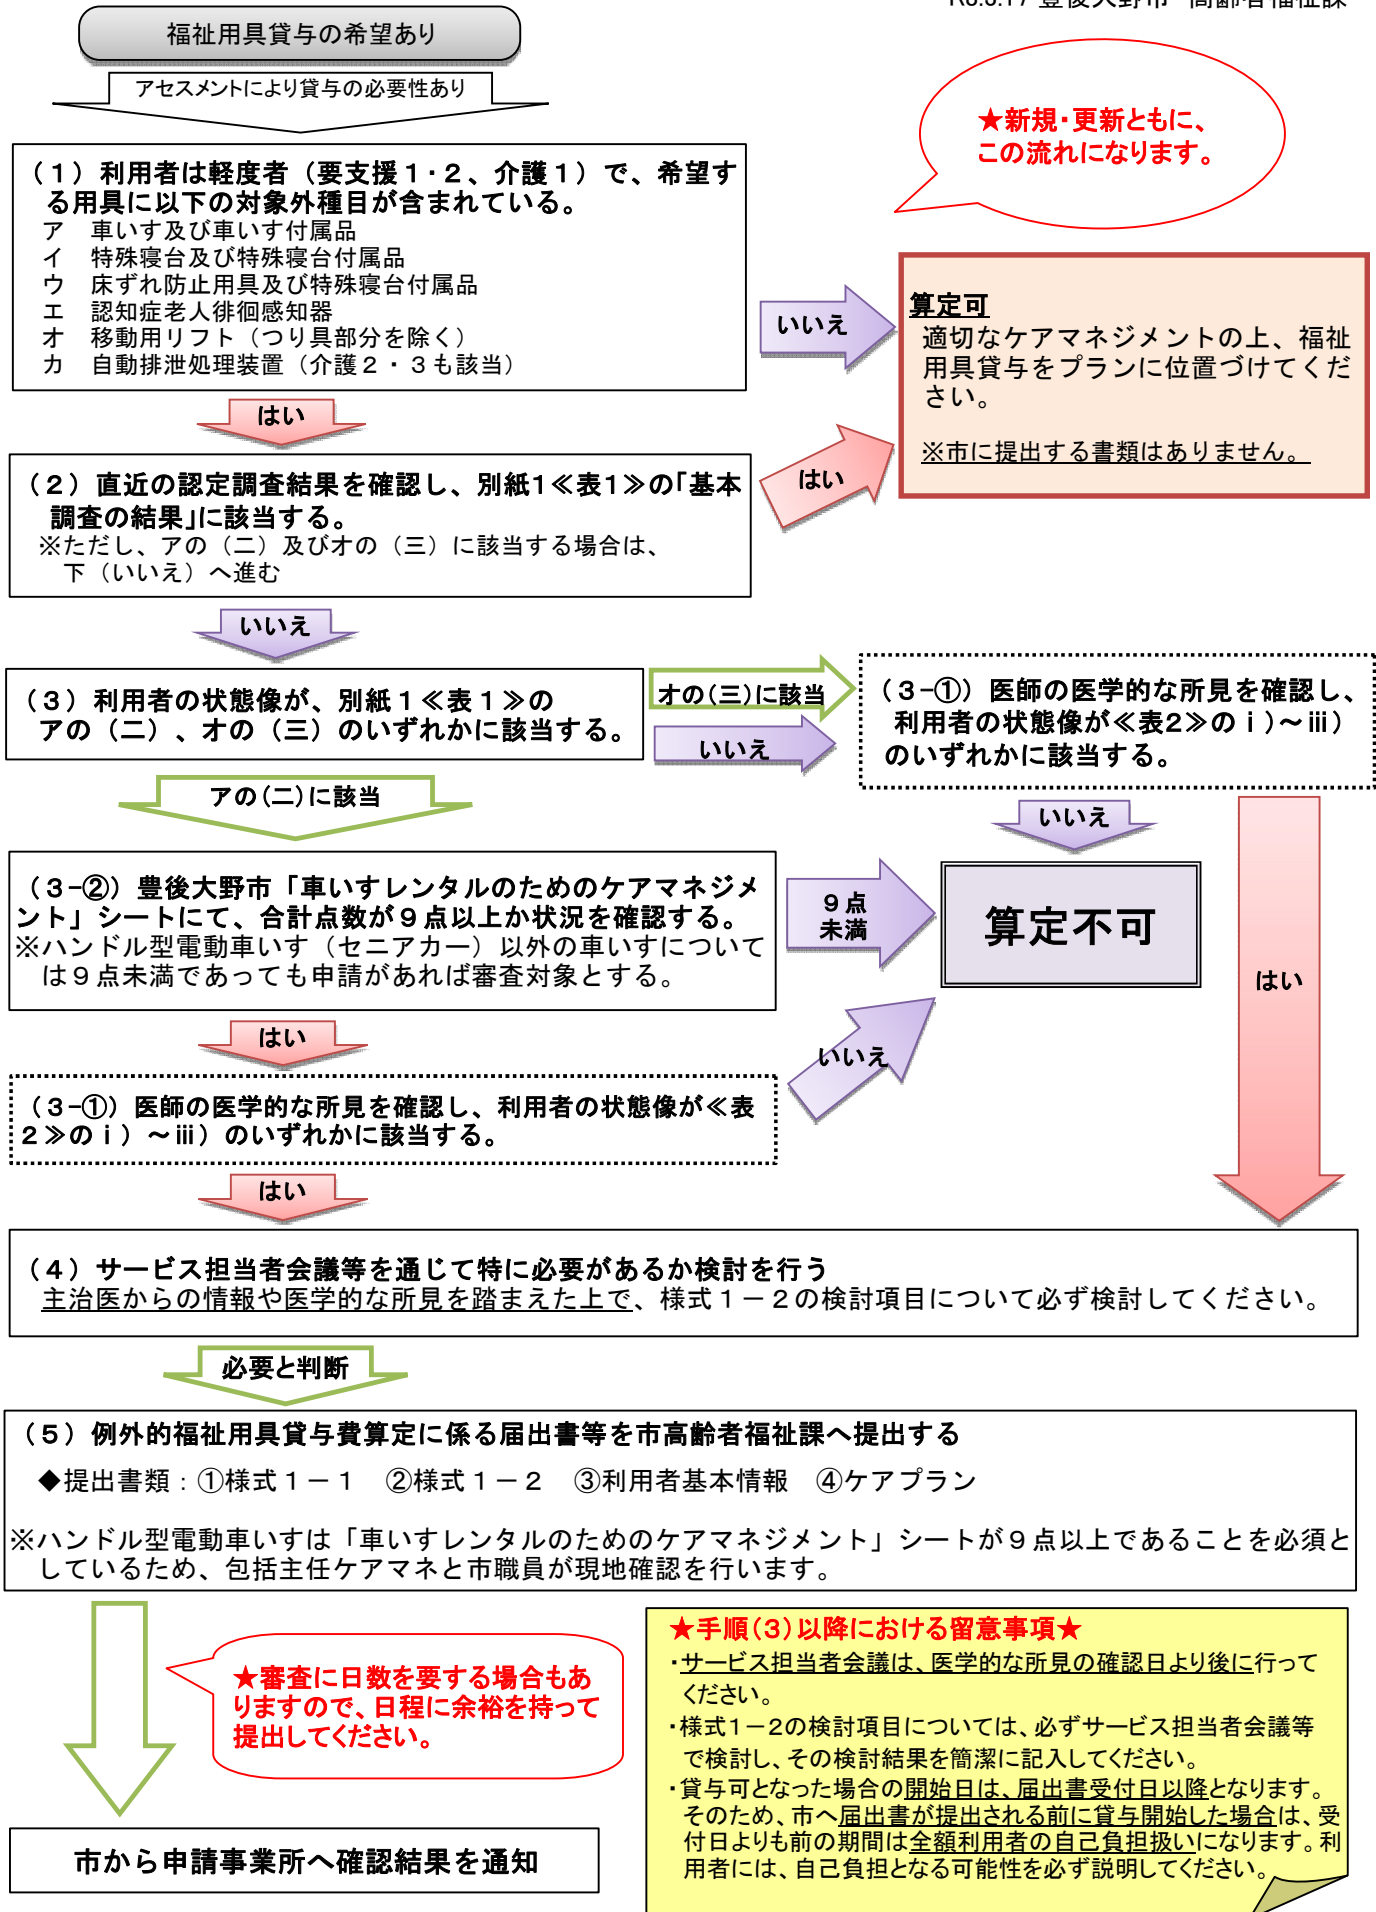 豊後大野市 高齢者福祉課
福祉用具貸与の希望あり
アセスメントにより貸与の必要性あり
★新規・更新ともに、
この流れになります。
（１）利用者は軽度者（要支援１・２、介護１）で、希望す
る用具に以下の対象外種目が含まれている。
ア　車いす及び車いす付属品
イ　特殊寝台及び特殊寝台付属品
ウ　床ずれ防止用具及び特殊寝台付属品
エ　認知症老人徘徊感知器
オ　移動用リフト（つり具部分を除く）
カ　自動排泄処理装置（介護２・３も該当）
いいえ
算定可
適切なケアマネジメントの上、福祉
用具貸与をプランに位置づけてくだ
さい。
※市に提出する書類はありません。
はい
（２）直近の認定調査結果を確認し、別紙1≪表1≫の「基本
調査の結果」に該当する。
※ただし、アの（二）及びオの（三）に該当する場合は、
下（いいえ）へ進む
はい
いいえ
（３）利用者の状態像が、別紙１≪表１≫の
アの（二）、オの（三）のいずれかに該当する。
オの(三)に該当
いいえ
（３-①）医師の医学的な所見を確認し、
利用者の状態像が≪表2≫のⅰ)～ⅲ)
のいずれかに該当する。
アの(二)に該当
いいえ
はい
（３-②）豊後大野市「車いすレンタルのためのケアマネジメ
ント」シートにて、合計点数が９点以上か状況を確認する。
※ハンドル型電動車いす（セニアカー）以外の車いすについて
は９点未満であっても申請があれば審査対象とする。
９点
未満
算定不可
はい
いいえ
（３-①）医師の医学的な所見を確認し、利用者の状態像が≪表
２≫のⅰ）～ⅲ）のいずれかに該当する。
はい
（４）サービス担当者会議等を通じて特に必要があるか検討を行う
主治医からの情報や医学的な所見を踏まえた上で、様式１－２の検討項目について必ず検討してください。
必要と判断
（５）例外的福祉用具貸与費算定に係る届出書等を市高齢者福祉課へ提出する
◆提出書類：①様式１－１　②様式１－２　③利用者基本情報　④ケアプラン
※ハンドル型電動車いすは「車いすレンタルのためのケアマネジメント」シートが９点以上であることを必須と
しているため、包括主任ケアマネと市職員が現地確認を行います。
★審査に日数を要する場合もあ
りますので、日程に余裕を持って
提出してください。
★手順(３)以降における留意事項★
・サービス担当者会議は、医学的な所見の確認日より後に行って
ください。
・様式１－２の検討項目については、必ずサービス担当者会議等
で検討し、その検討結果を簡潔に記入してください。
・貸与可となった場合の開始日は、届出書受付日以降となります。
そのため、市へ届出書が提出される前に貸与開始した場合は、受
付日よりも前の期間は全額利用者の自己負担扱いになります。利
用者には、自己負担となる可能性を必ず説明してください。
市から申請事業所へ確認結果を通知